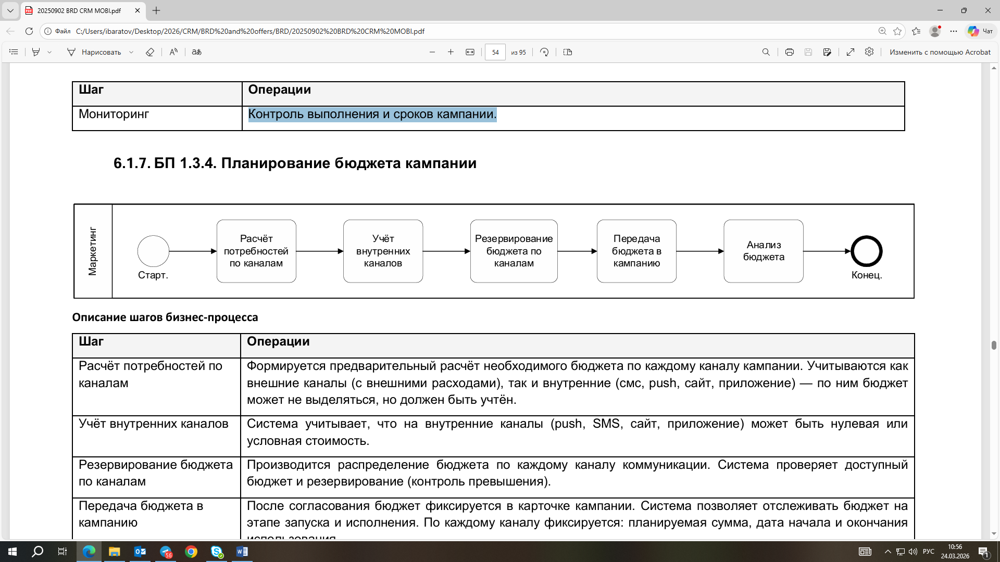 20250902 BRD CRM MOBI.pdf
Файл C:/Users/ibaratov/Desktop/2026/CRM/BRD%20and%20offers/BRD/20250902%20BRD%20CRM%20MOBI.pdf
Чат
Нарисовать
54 из 95
Изменить с помощью Acrobat
Шаг Операции
Мониторинг Контроль выполнения и сроков кампании.
6.1.7. БП 1.3.4. Планирование бюджета кампании
Маркетинг
Старт.
Расчёт
потребностей
по каналам
Учёт
внутренних
каналов
Резервирование
бюджета по
каналам
Передача
бюджета в
кампанию
Анализ
бюджета
Конец.
Описание шагов бизнес-процесса
Шаг Операции
Расчёт потребностей по
каналам
Формируется предварительный расчёт необходимого бюджета по каждому каналу кампании. Учитываются как
внешние каналы (с внешними расходами), так и внутренние (смс, push, сайт, приложение) — по ним бюджет
может не выделяться, но должен быть учтён.
Учёт внутренних каналов
Система учитывает, что на внутренние каналы (push, SMS, сайт, приложение) может быть нулевая или
условная стоимость.
Резервирование бюджета
по каналам
Производится распределение бюджета по каждому каналу коммуникации. Система проверяет доступный
бюджет и резервирование (контроль превышения).
Передача бюджета в
кампанию
После согласования бюджет фиксируется в карточке кампании. Система позволяет отслеживать бюджет на
этапе запуска и исполнения. По каждому каналу фиксируется: планируемая сумма, дата начала и окончания
использования.
56
РУС
10:56
24.03.2026
1